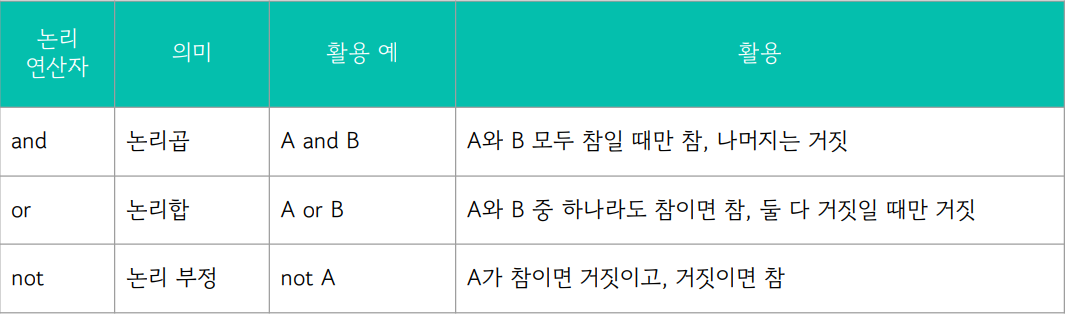 논리
연산자
의미
활용 예
활용
and
논리곱
A and B
A와 B 모두 참일 때만 참, 나머지는 거짓
or
논리합
A or B
A와 B 중 하나라도 참이면 참, 둘 다 거짓일 때만 거짓
not
논리 부정
not A
A가 참이면 거짓이고, 거짓이면 참